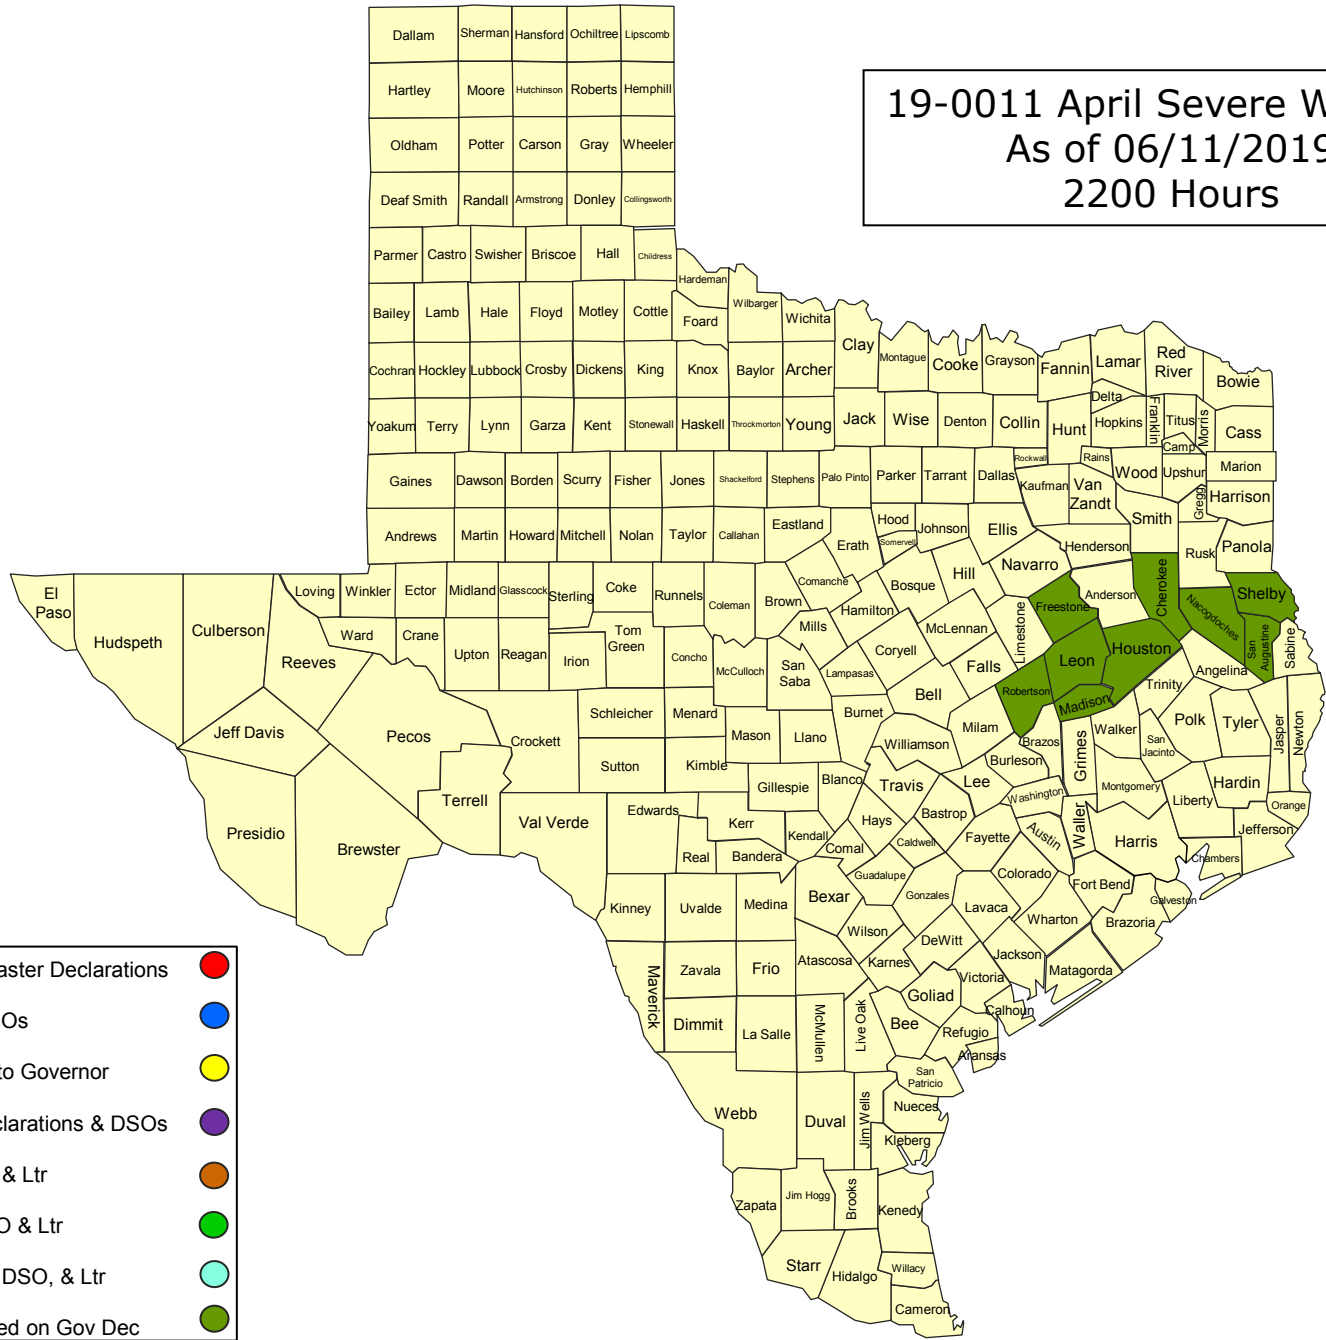 Dallam Sherman Hansford Ochiltree Lipscomb
Hartley Moore Hutchinson Roberts Hemphill
19-0011 April Severe W
As of 06/11/2019
2200 Hours
Oldham Potter Carson Gray Wheeler
Deaf Smith Randall Armstrong Donley Collingsworth
Parmer Castro Swisher Briscoe Hall Childress
Hardeman
Wilbarger
Bailey Lamb Hale Floyd Motley Cottle Foard Wichita
Clay Montague Cooke Grayson Fannin Lamar Red River Bowie
Cochran Hockley Lubbock Crosby Dickens King Knox Baylor Archer
Delta
Yoakum Terry Lynn Garza Kent Stonewall Haskell Throckmorton Young Jack Wise Denton Collin Hunt Hopkins Franklin Titus Morris Cass
Camp
Rockwall Rains
Gaines Dawson Borden Scurry Fisher Jones Shackelford Stephens Palo Pinto Parker Tarrant Dallas Kaufman Van Zandt Wood Upshur Marion
Gregg Harrison
Andrews Martin Howard Mitchell Nolan Taylor Callahan Eastland Erath Hood Somervell Johnson Ellis Henderson Smith Rusk Panola
El Paso Hudspeth Culberson Loving Winkler Ector Midland Glasscock Sterling Coke Runnels Coleman Brown Comanche Hamilton Bosque Hill Navarro Freestone Anderson Cherokee Nacogdoches Shelby
San Augustine Sabine
Reeves Ward Crane Upton Reagan Irion Tom Green Concho McCulloch San Saba Mills Lampasas Coryell McLennan Limestone Falls Leon Houston Angelina
Trinity
Jeff Davis Pecos Crockett Schleicher Menard Mason Llano Burnet Bell Milam Robertson Madison Walker San Jacinto Polk Tyler Jasper Newton
Terrell Sutton Kimble Gillespie Blanco Williamson Travis Lee Burleson Brazos Grimes Washington Montgomery Liberty Hardin Orange
Presidio Brewster Val Verde Edwards Kerr Real Bandera Kendall Comal Hays Caldwell Bastrop Fayette Austin Waller Harris Jefferson
Chambers
Kinney Uvalde Medina Bexar Guadalupe Gonzales Lavaca Colorado Wharton Fort Bend Brazoria Galveston
Wilson DeWitt Jackson Matagorda
Maverick Zavala Frio Atascosa Karnes Goliad Victoria Calhoun
Dimmit La Salle McMullen Live Oak Bee Refugio Aransas
San Patricio
Webb Duval Jim Wells Nueces
Kleberg
Zapata Jim Hogg Brooks Kenedy
Starr Hidalgo Willacy
Cameron
aster Declarations
Os
to Governor
clarations & DSOs
& Ltr
O & Ltr
DSO, & Ltr
ed on Gov Dec